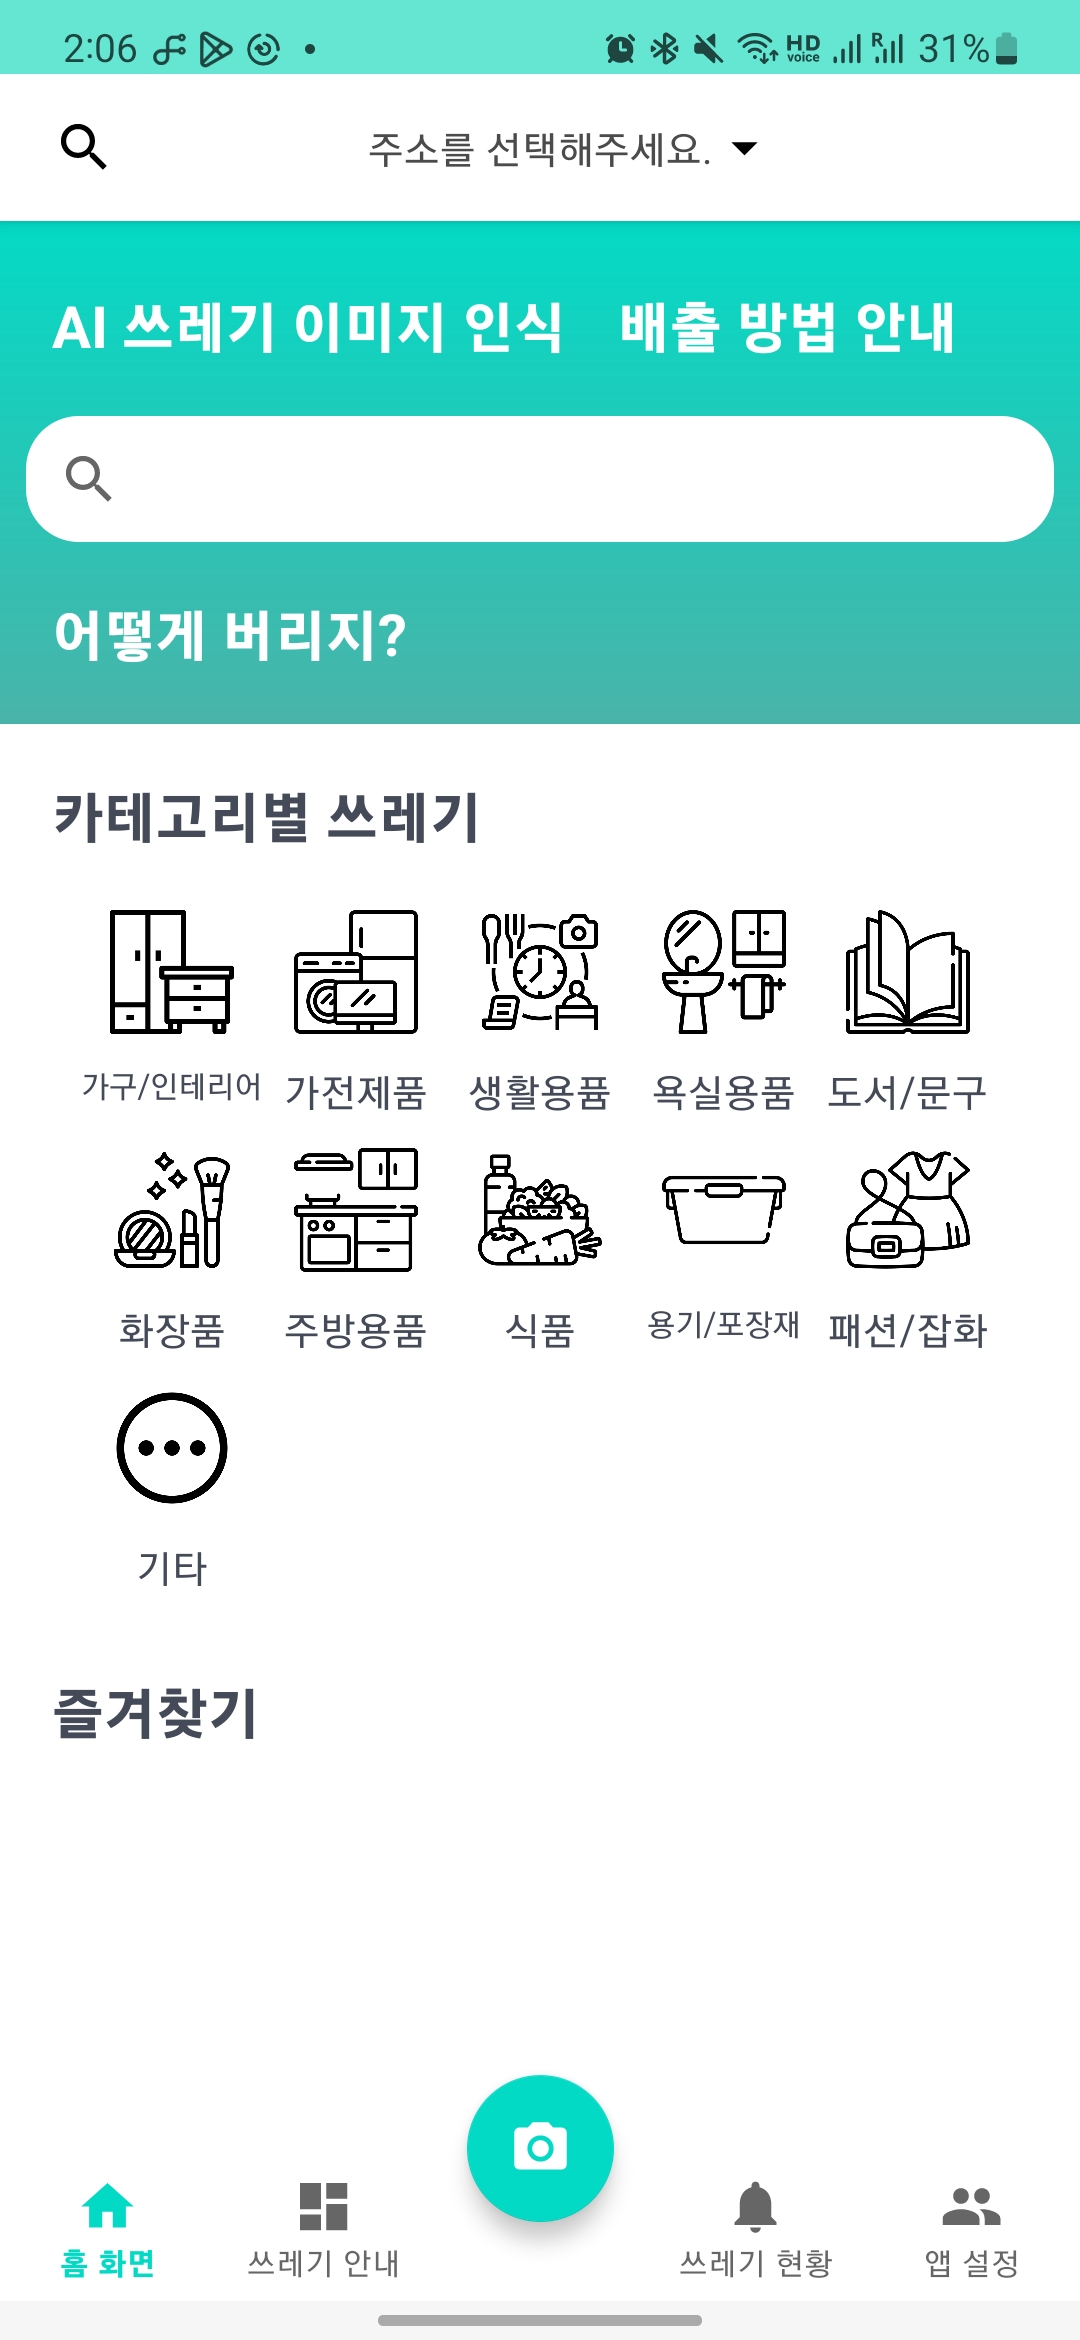 2:06
HD voice R 31%
주소를 선택해주세요.
AI 쓰레기 이미지 인식 배출 방법 안내
어떻게 버리지?
카테고리별 쓰레기
가구/인테리어 가전제품 생활용품 욕실용품 도서/문구
화장품 주방용품 식품 용기/포장재 패션/잡화
기타
즐겨찾기
홈 화면 쓰레기 안내 쓰레기 현황 앱 설정